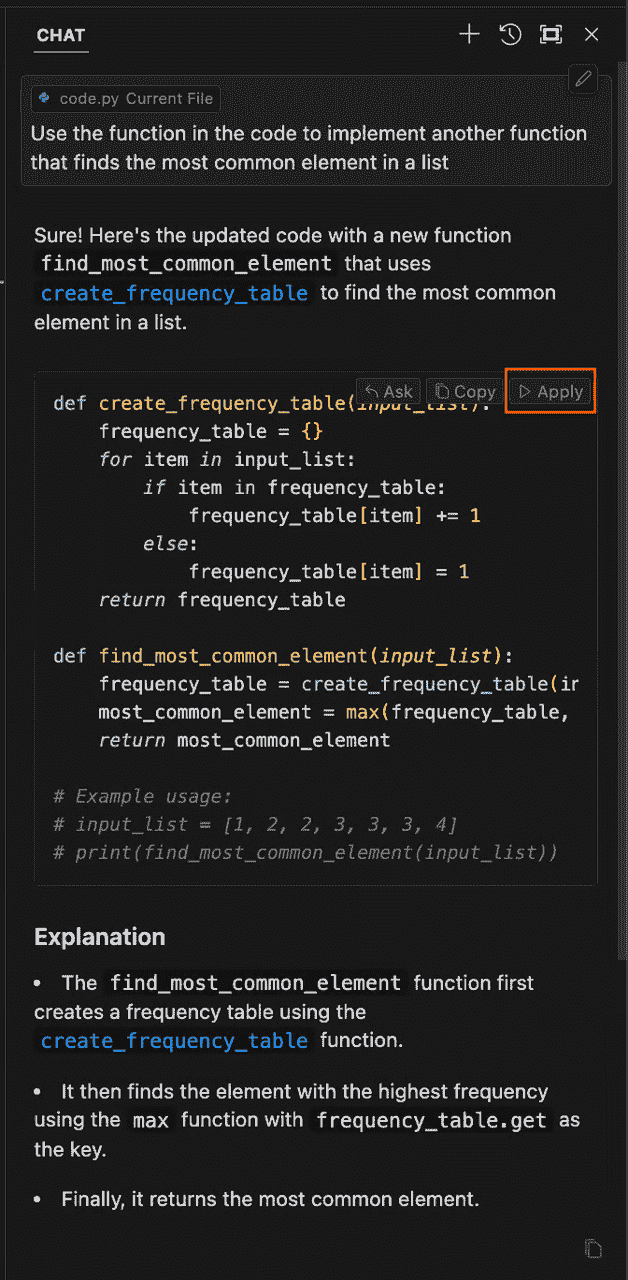 CHAT
code.py Current File
Use the function in the code to implement another function
that finds the most common element in a list
Sure! Here's the updated code with a new function
find_most_common_element that uses
create_frequency_table to find the most common
element in a list.
Ask Copy Apply
def create_frequency_table(input_list):
    frequency_table = {}
    for item in input_list:
        if item in frequency_table:
            frequency_table[item] += 1
        else:
            frequency_table[item] = 1
    return frequency_table
def find_most_common_element(input_list):
    frequency_table = create_frequency_table(in
    most_common_element = max(frequency_table,
    return most_common_element
# Example usage:
# input_list = [1, 2, 2, 3, 3, 3, 4]
# print(find_most_common_element(input_list))
Explanation
• The find_most_common_element function first
creates a frequency table using the
create_frequency_table function.
• It then finds the element with the highest frequency
using the max function with frequency_table.get as
the key.
• Finally, it returns the most common element.